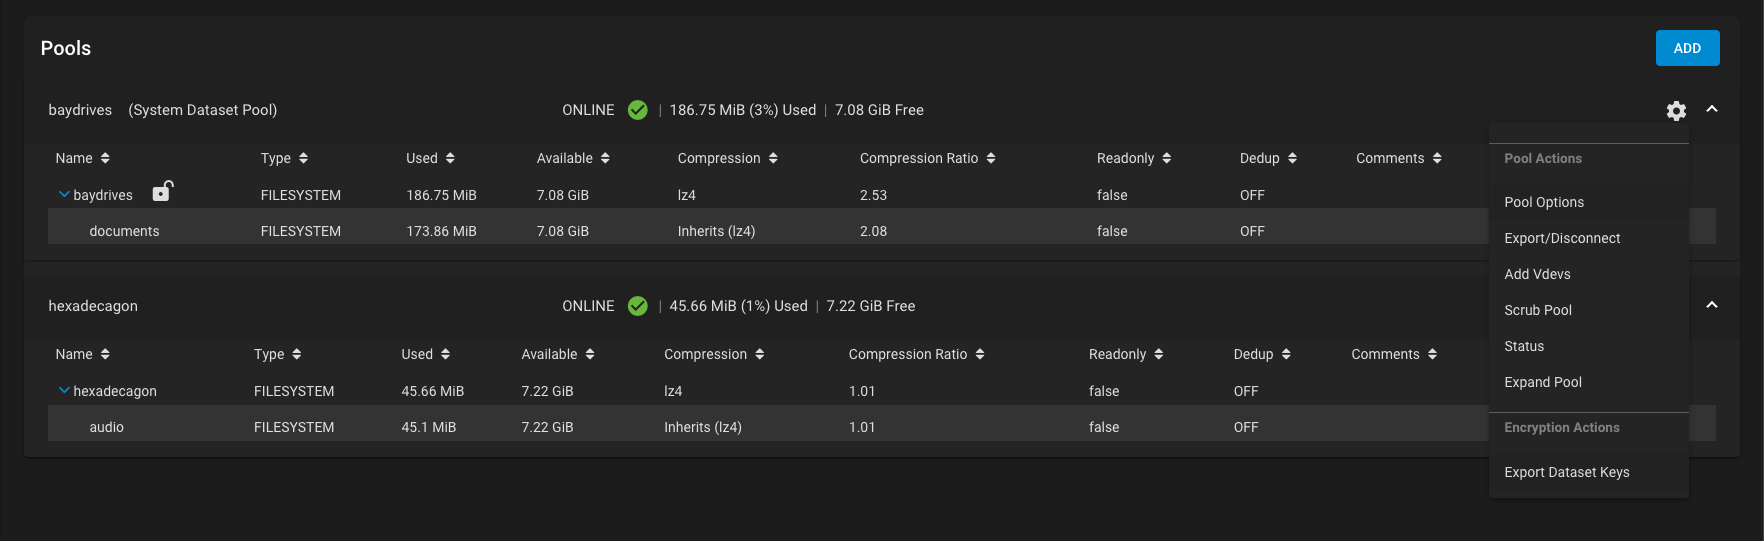 Pools
ADD
baydrives (System Dataset Pool) ONLINE | 186.75 MiB (3%) Used | 7.08 GiB Free
Name Type Used Available Compression Compression Ratio Readonly Dedup Comments
baydrives FILESYSTEM 186.75 MiB 7.08 GiB lz4 2.53 false OFF
documents FILESYSTEM 173.86 MiB 7.08 GiB Inherits (lz4) 2.08 false OFF
hexadecagon ONLINE | 45.66 MiB (1%) Used | 7.22 GiB Free
Name Type Used Available Compression Compression Ratio Readonly Dedup Comments
hexadecagon FILESYSTEM 45.66 MiB 7.22 GiB lz4 1.01 false OFF
audio FILESYSTEM 45.1 MiB 7.22 GiB Inherits (lz4) 1.01 false OFF
Pool Actions
Pool Options
Export/Disconnect
Add Vdevs
Scrub Pool
Status
Expand Pool
Encryption Actions
Export Dataset Keys